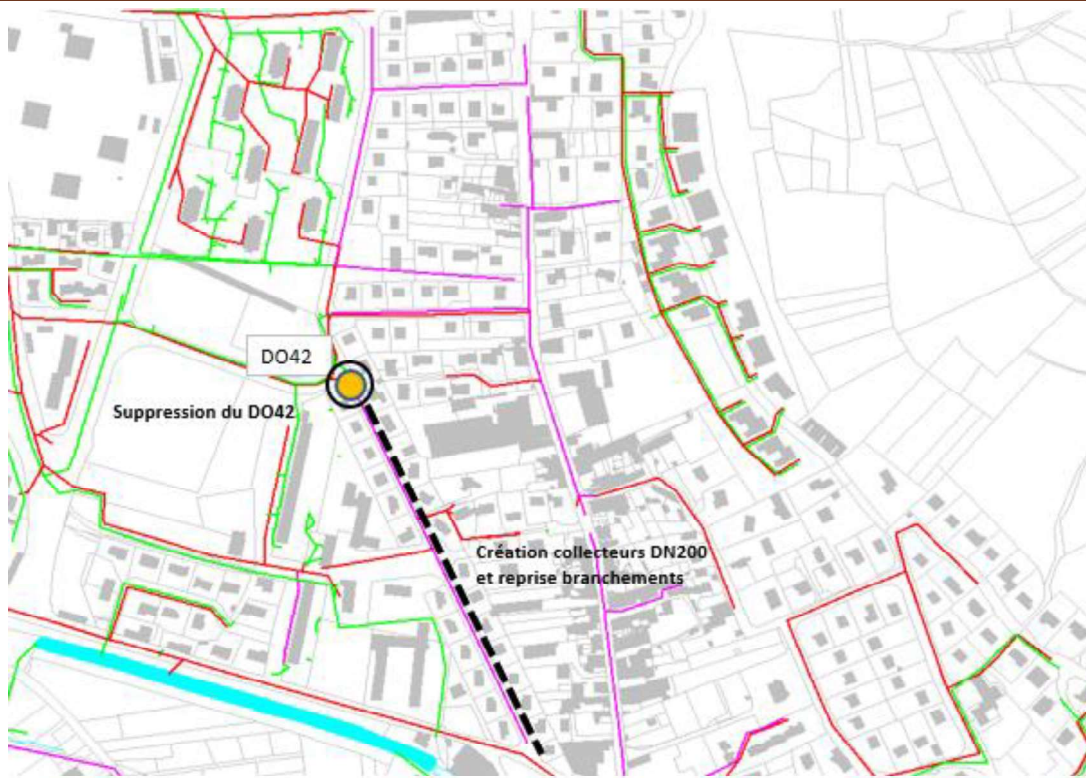 DO42
Suppression du DO42
Création collecteurs DN200
et reprise branchements